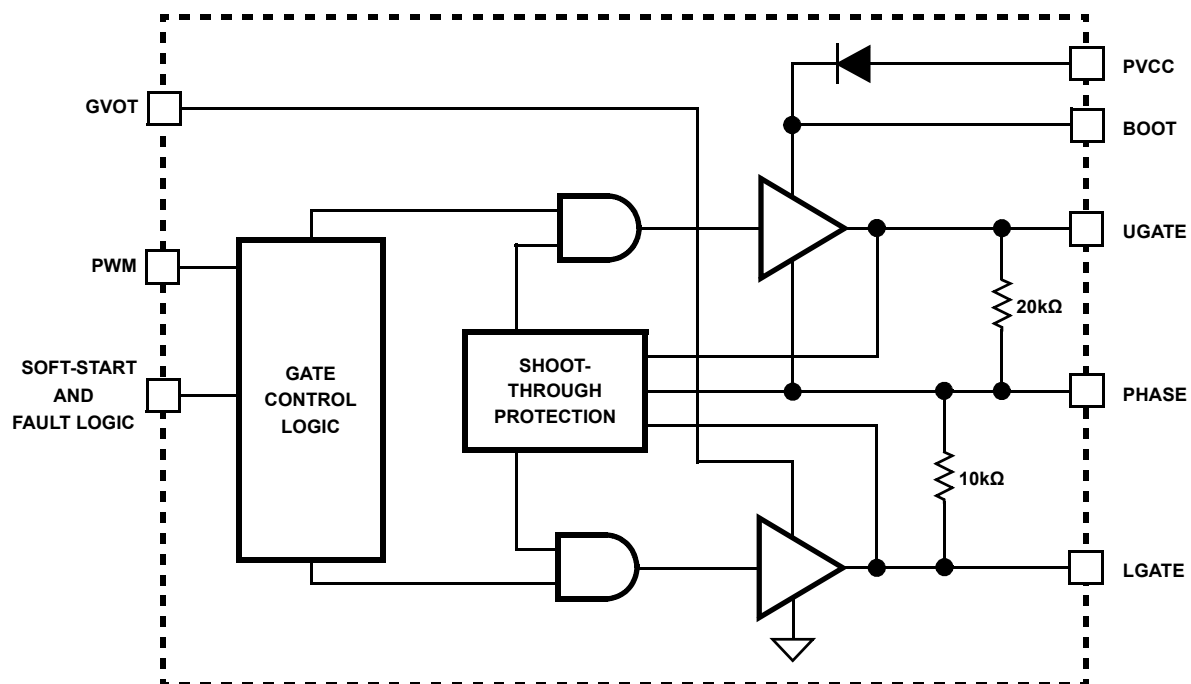 PVCC
GVOT
BOOT
UGATE
PWM
20kΩ
SOFT-START
AND
FAULT LOGIC
GATE
CONTROL
LOGIC
SHOOT-
THROUGH
PROTECTION
PHASE
10kΩ
LGATE